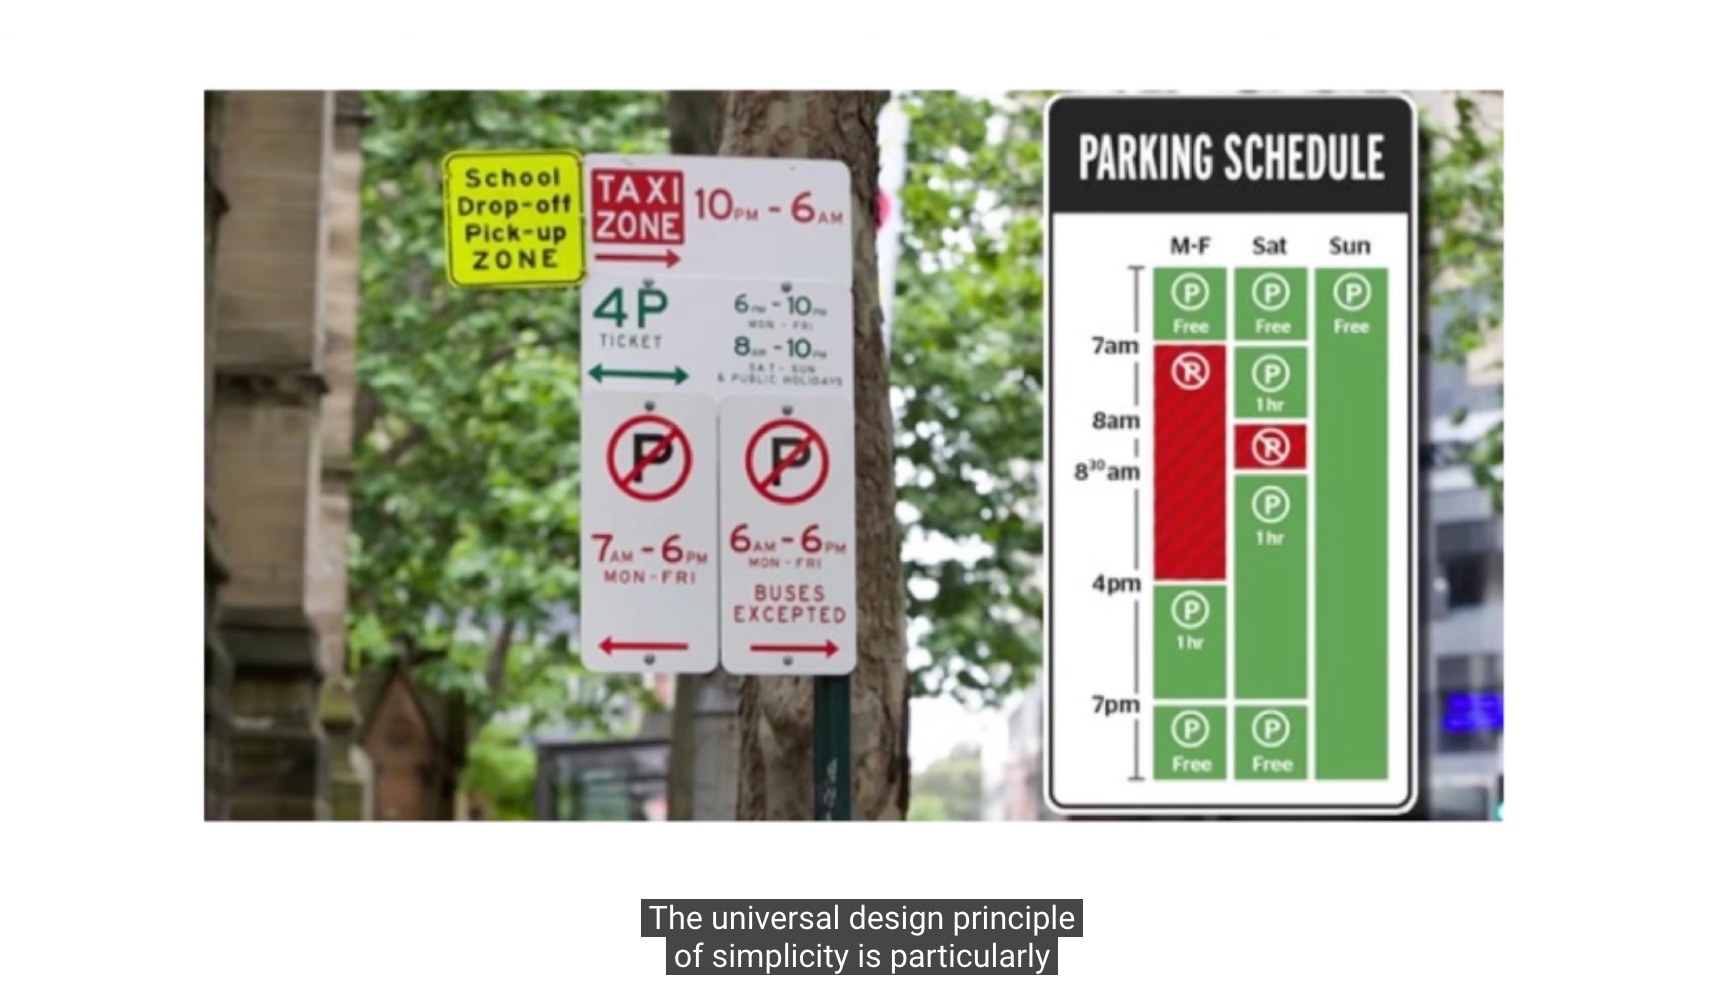 School
Drop-off
Pick-up
ZONE
TAXI
ZONE
10PM - 6AM
4P
TICKET
6PM - 10PM
MON - FRI
8AM - 10PM
SAT - SUN
& PUBLIC HOLIDAYS
P
7AM - 6PM
MON-FRI
P
6AM - 6PM
MON-FRI
BUSES
EXCEPTED
PARKING SCHEDULE
M-F Sat Sun
P P P
Free Free Free
7am
P P
1hr
8am
P
8³⁰am
P
1hr
4pm
P
1hr
7pm
P P
Free Free
The universal design principle
of simplicity is particularly